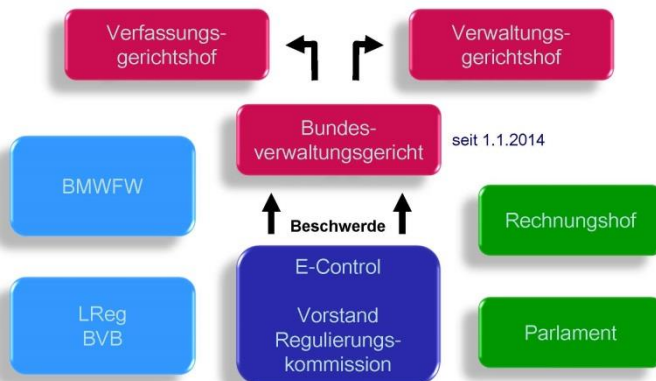 Verfassungs-
gerichtshof
Verwaltungs-
gerichtshof
Bundes-
verwaltungsgericht
seit 1.1.2014
BMWFW
Beschwerde
Rechnungshof
E-Control
Vorstand
Regulierungs-
kommission
LReg
BVB
Parlament